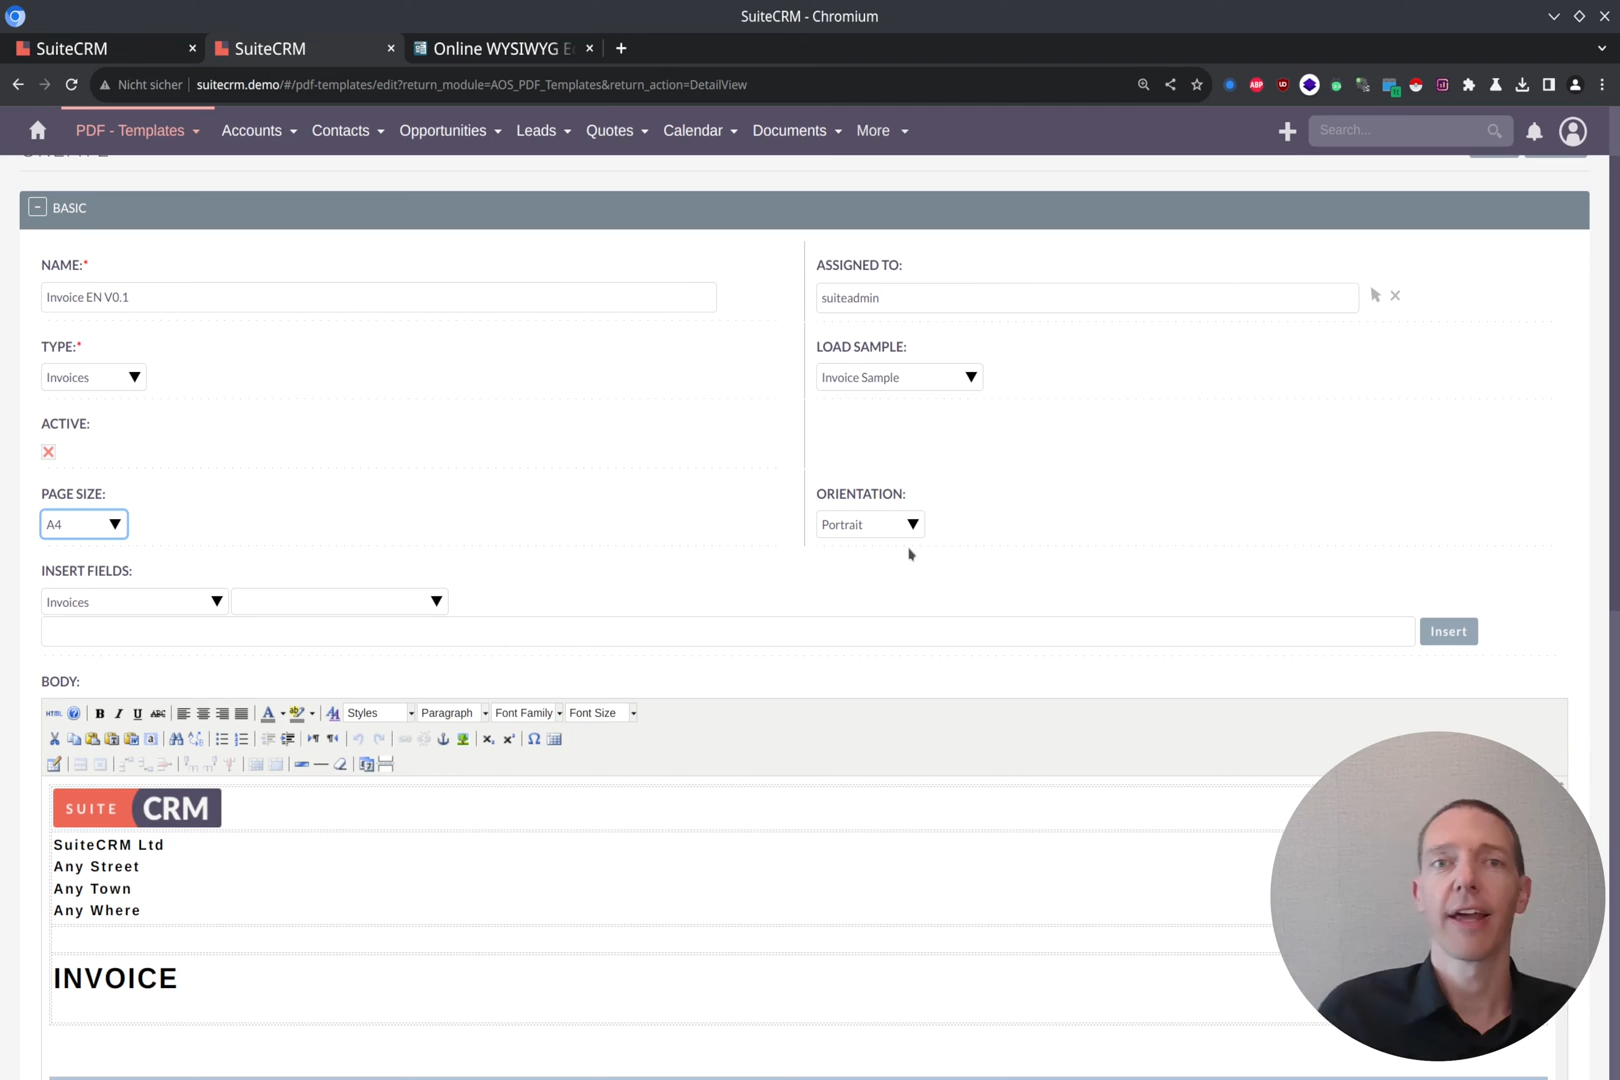 SuiteCRM - Chromium
SuiteCRM
SuiteCRM
Online WYSIWYG E
Nicht sicher
suitecrm.demo/#/pdf-templates/edit?return_module=AOS_PDF_Templates&return_action=DetailView
ABP
PDF - Templates
Accounts
Contacts
Opportunities
Leads
Quotes
Calendar
Documents
More
Search...
BASIC
NAME:*
ASSIGNED TO:
Invoice EN V0.1
suiteadmin
TYPE:*
LOAD SAMPLE:
Invoices
Invoice Sample
ACTIVE:
PAGE SIZE:
ORIENTATION:
A4
Portrait
INSERT FIELDS:
Invoices
Insert
BODY:
HTML
B I U ABC
Styles
Paragraph
Font Family
Font Size
SUITE CRM
SuiteCRM Ltd
Any Street
Any Town
Any Where
INVOICE